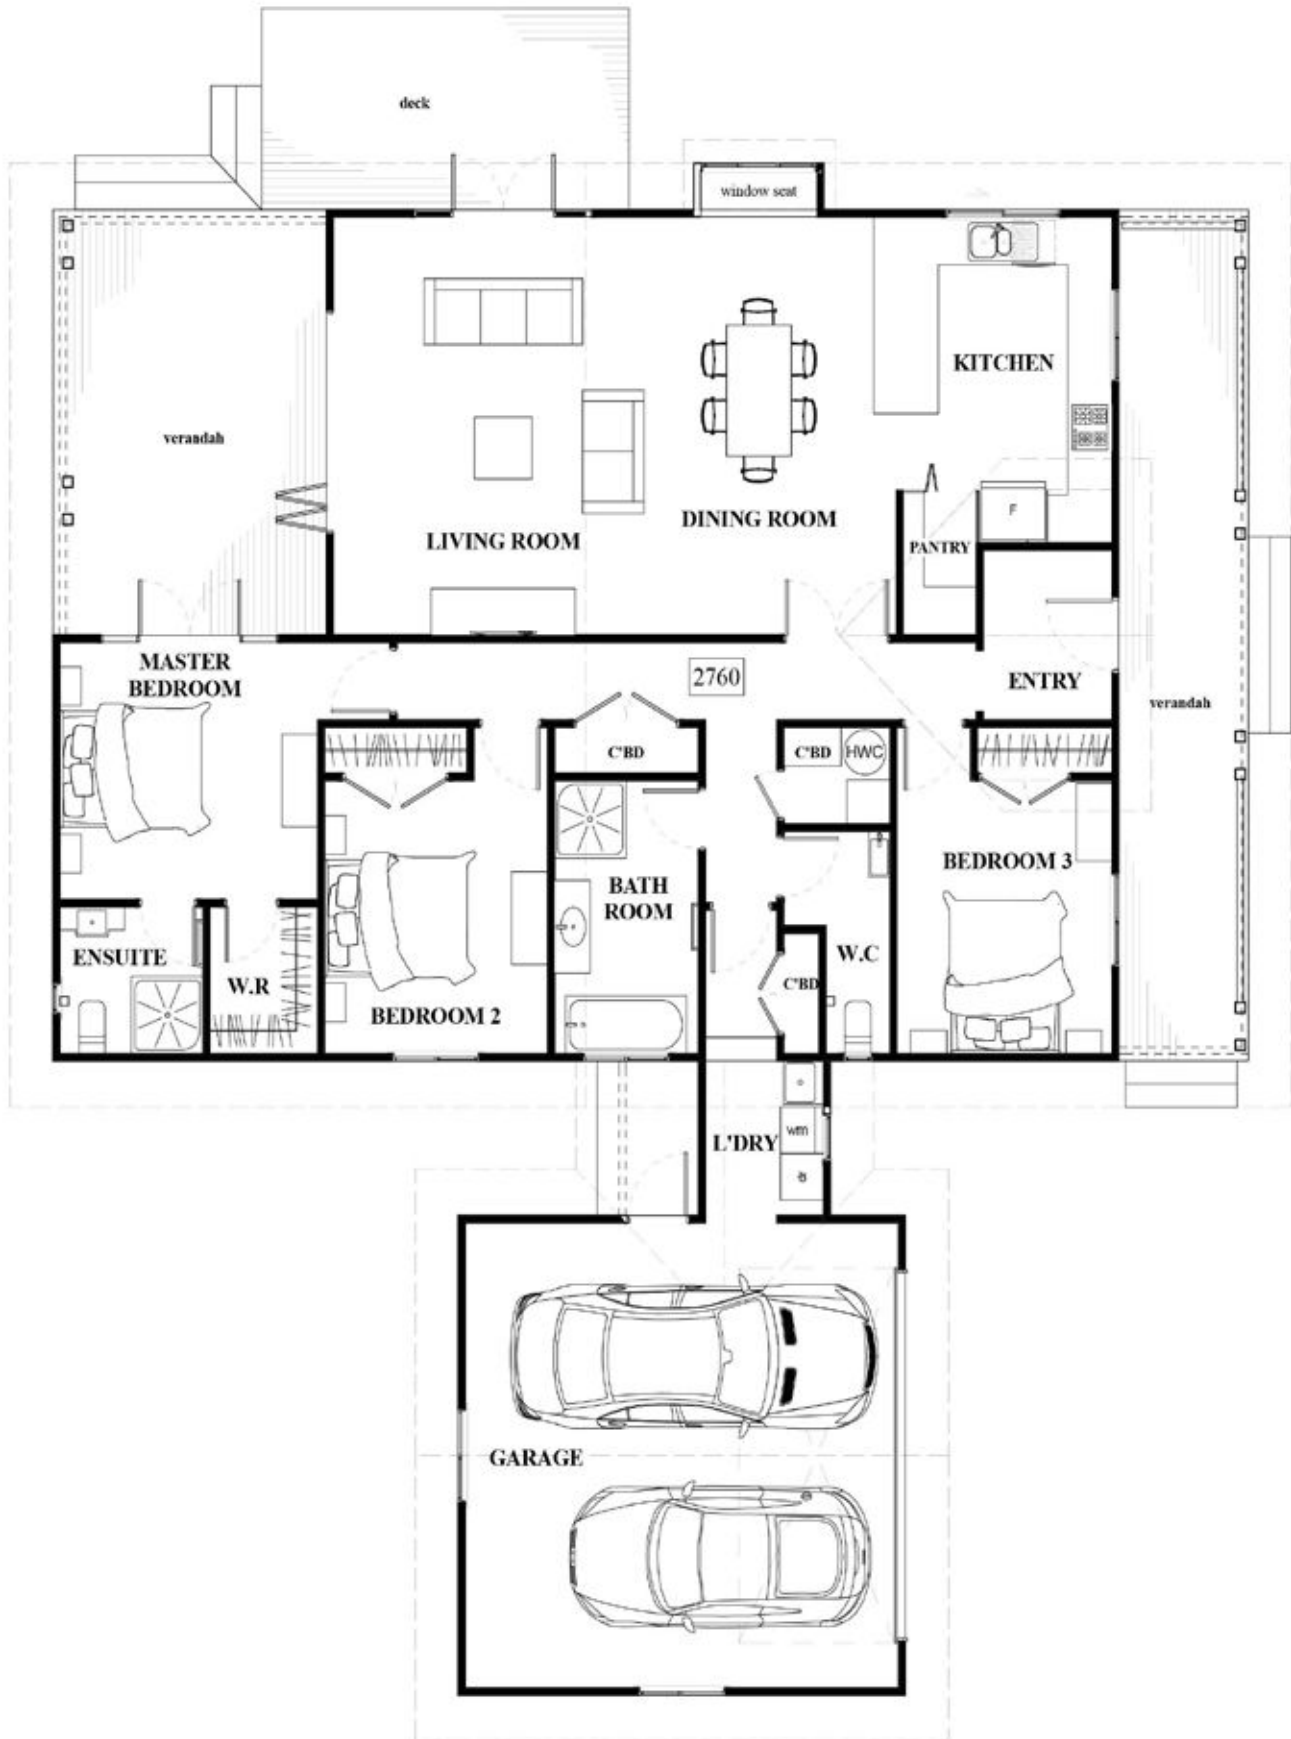 deck
window seat
KITCHEN
verandah
F
DINING ROOM
LIVING ROOM
PANTRY
MASTER
BEDROOM
2760
ENTRY
verandah
C'BD
C'BD
HWC
BEDROOM 3
BATH
ROOM
ENSUITE
W.R
W.C
C'BD
BEDROOM 2
L'DRY
wm
GARAGE